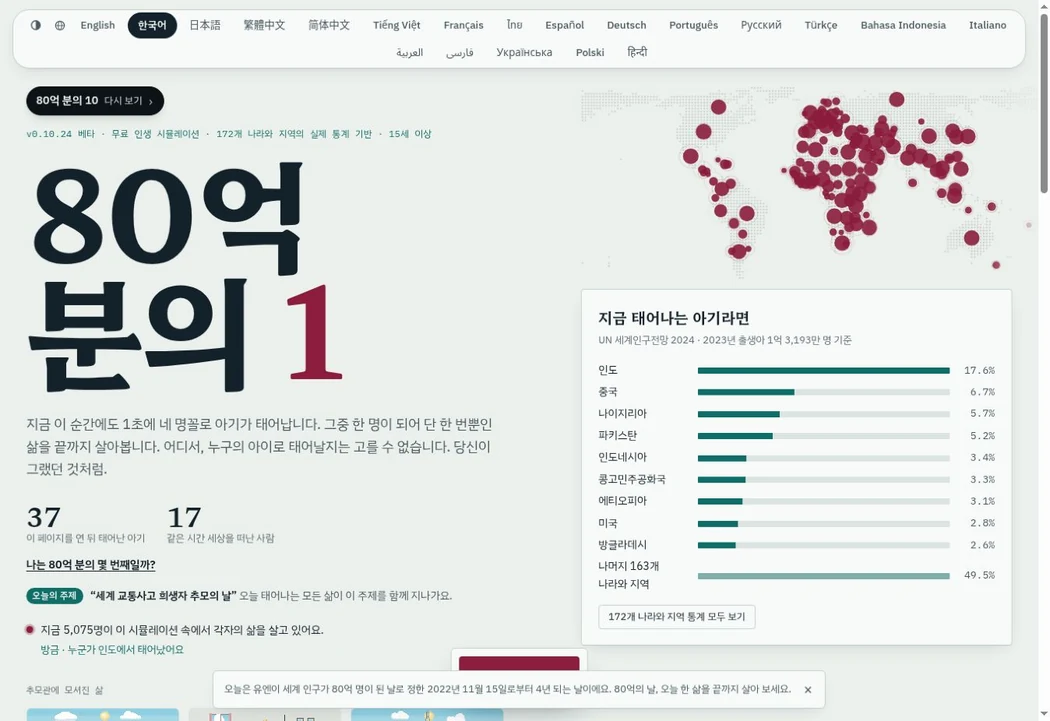 English 한국어 日本語 繁體中文 简体中文 Tiếng Việt Français ไทย Español Deutsch Português Русский Türkçe Bahasa Indonesia Italiano
العربية فارسی Українська Polski हिन्दी
80억 분의 10 다시 보기 ›
v0.10.24 베타 · 무료 인생 시뮬레이션 · 172개 나라와 지역의 실제 통계 기반 · 15세 이상
80억
분의 1
지금 이 순간에도 1초에 네 명꼴로 아기가 태어납니다. 그중 한 명이 되어 단 한 번뿐인
삶을 끝까지 살아봅니다. 어디서, 누구의 아이로 태어날지는 고를 수 없습니다. 당신이
그랬던 것처럼.
37 17
이 페이지를 연 뒤 태어난 아기 같은 시간 세상을 떠난 사람
나는 80억 분의 몇 번째일까?
오늘의 주제 “세계 교통사고 희생자 추모의 날” 오늘 태어나는 모든 삶이 이 주제를 함께 지나가요.
지금 5,075명이 이 시뮬레이션 속에서 각자의 삶을 살고 있어요.
방금 · 누군가 인도에서 태어났어요
추모관에 모셔진 삶
지금 태어나는 아기라면
UN 세계인구전망 2024 · 2023년 출생아 1억 3,193만 명 기준
인도 17.6%
중국 6.7%
나이지리아 5.7%
파키스탄 5.2%
인도네시아 3.4%
콩고민주공화국 3.3%
에티오피아 3.1%
미국 2.8%
방글라데시 2.6%
나머지 163개
나라와 지역 49.5%
172개 나라와 지역 통계 모두 보기
오늘은 유엔이 세계 인구가 80억 명이 된 날로 정한 2022년 11월 15일로부터 4년 되는 날이에요. 80억의 날, 오늘 한 삶을 끝까지 살아 보세요. ×